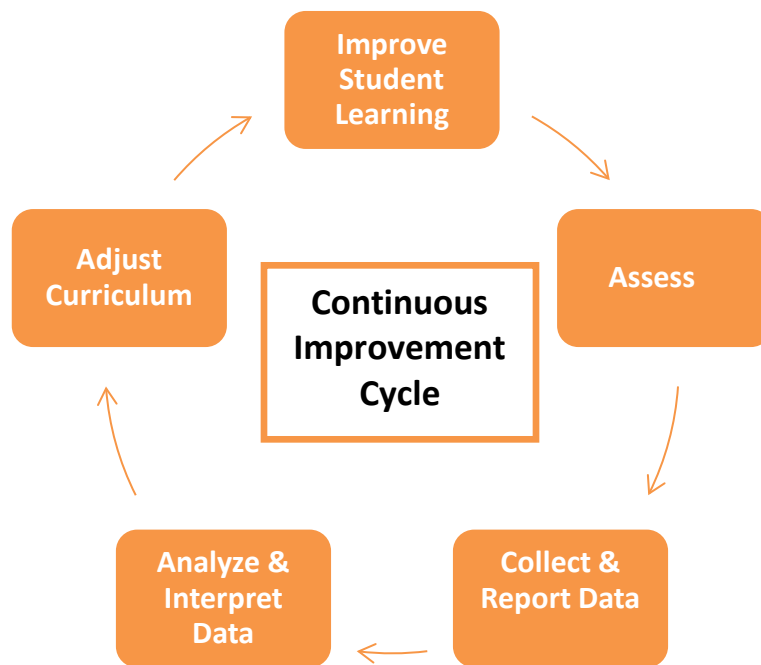 Improve
Student
Learning
Assess
Collect &
Report Data
Analyze &
Interpret
Data
Adjust
Curriculum
Continuous
Improvement
Cycle